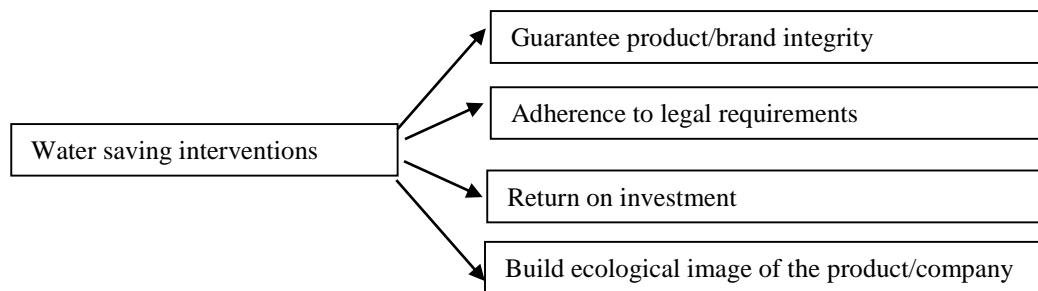 Guarantee product/brand integrity
Adherence to legal requirements
Water saving interventions
Return on investment
Build ecological image of the product/company